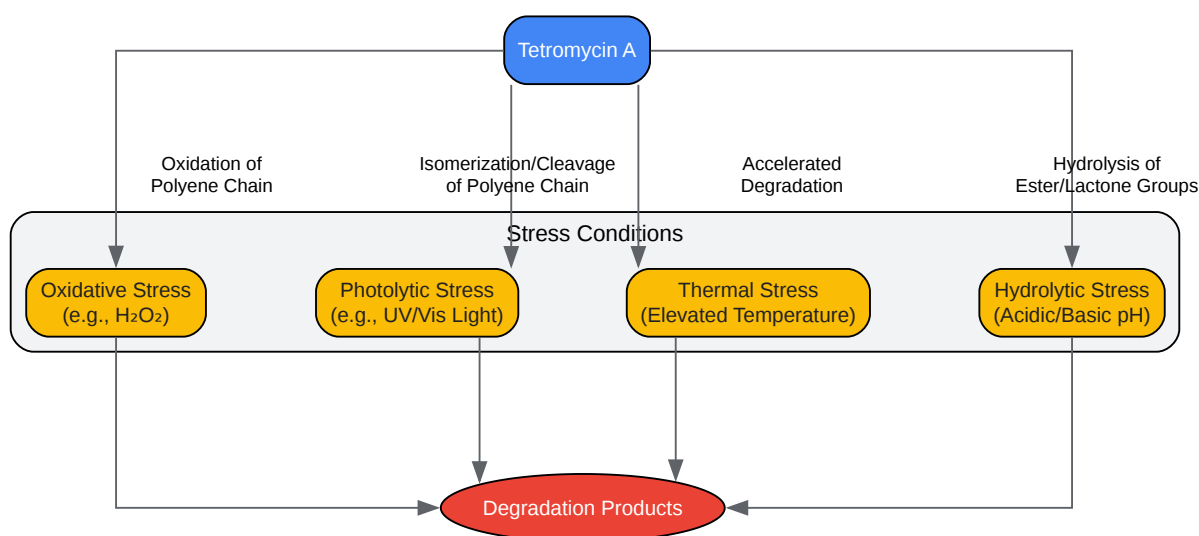 Tetromycin A
Oxidation of
Polyene Chain
Isomerization/Cleavage
of Polyene Chain
Accelerated
Degradation
Hydrolysis of
Ester/Lactone Groups
Stress Conditions
Oxidative Stress
(e.g., H₂O₂)
Photolytic Stress
(e.g., UV/Vis Light)
Thermal Stress
(Elevated Temperature)
Hydrolytic Stress
(Acidic/Basic pH)
Degradation Products